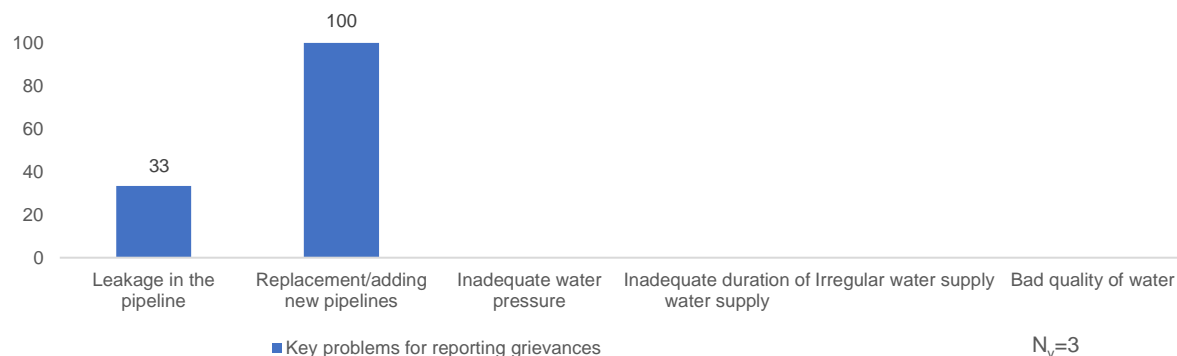 100
33
100
80
60
40
20
0
Leakage in the
pipeline
Replacement/adding
new pipelines
Inadequate water
pressure
Inadequate duration of
water supply
Irregular water supply
Bad quality of water
Key problems for reporting grievances
Nv=3